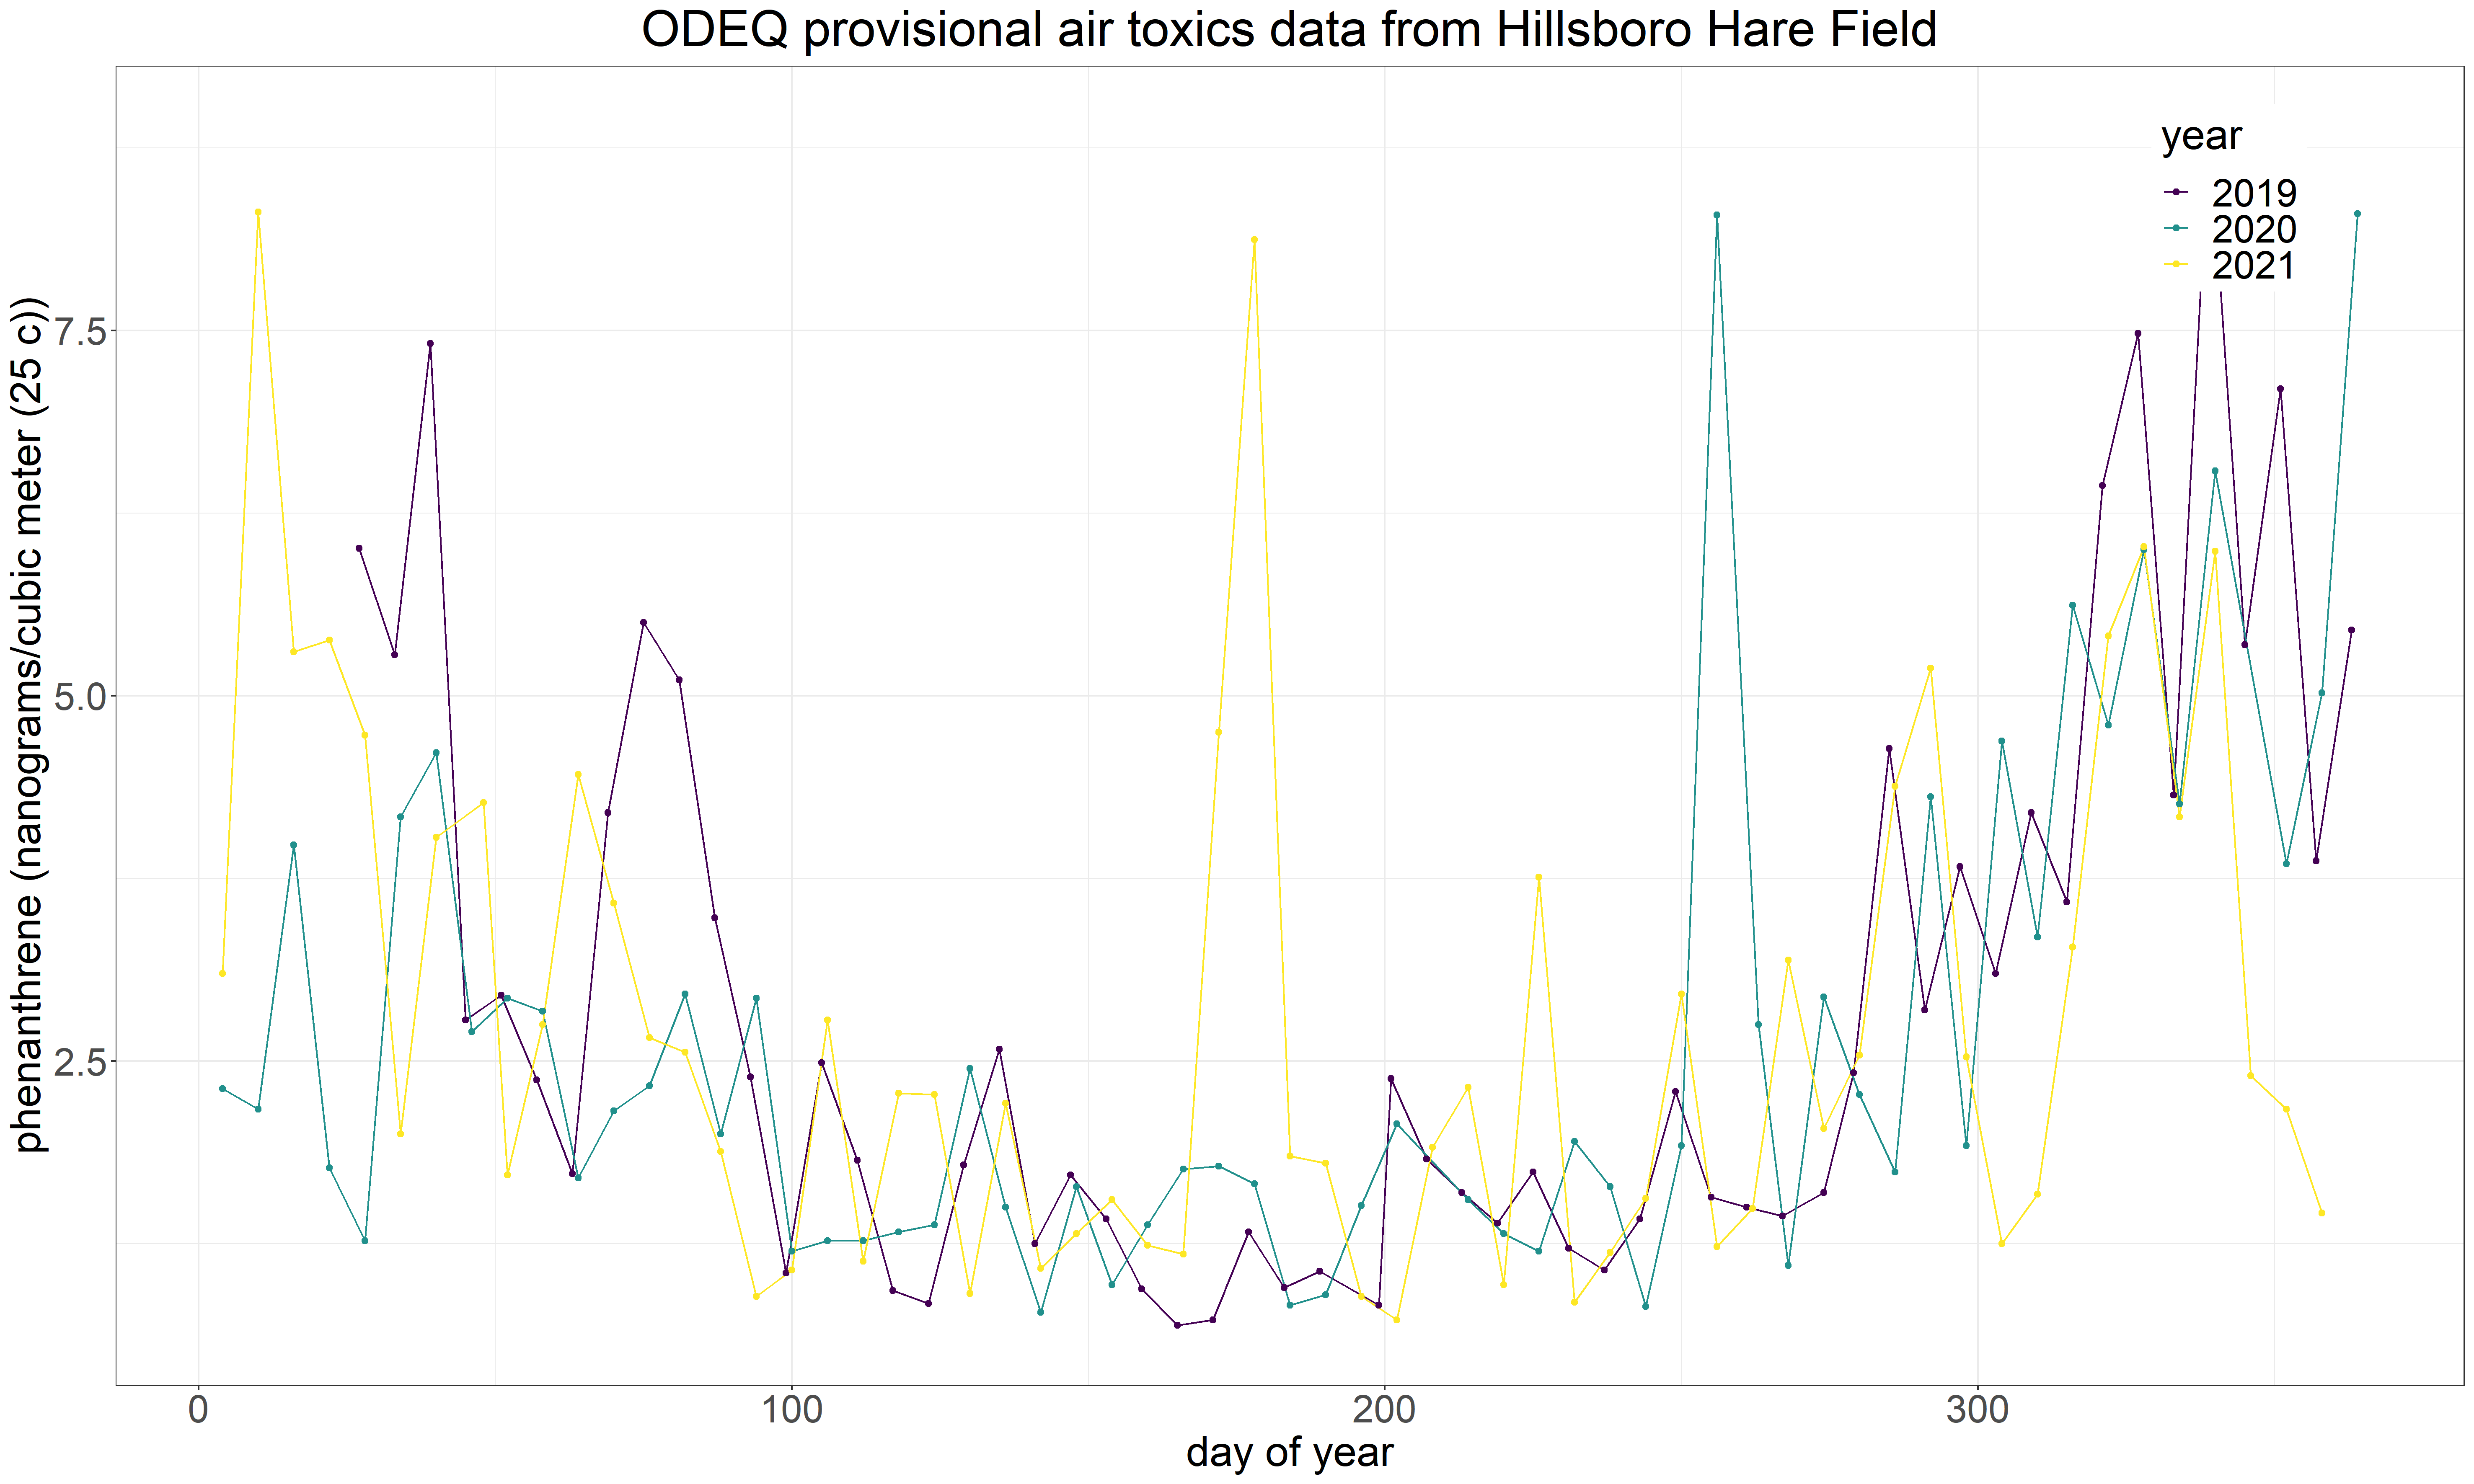 ODEQ provisional air toxics data from Hillsboro Hare Field
year
2019
2020
2021
phenanthrene (nanograms/cubic meter (25 c))
7.5
5.0
2.5
0
100
200
300
day of year